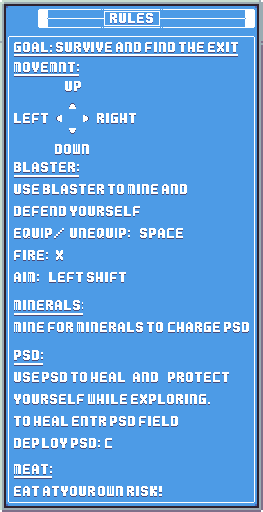 RULES
GOAL: SURVIVE AND FIND THE EXIT
MOVEMNT:
UP
LEFT RIGHT
DOWN
BLASTER:
USE BLASTER TO MINE AND
DEFEND YOURSELF
EQUIP/ UNEQUIP: SPACE
FIRE: X
AIM: LEFT SHIFT
MINERALS:
MINE FOR MINERALS TO CHARGE PSD
PSD:
USE PSD TO HEAL AND PROTECT
YOURSELF WHILE EXPLORING.
TO HEAL ENTR PSD FIELD
DEPLOY PSD: C
MEAT:
EAT AT YOUR OWN RISK!